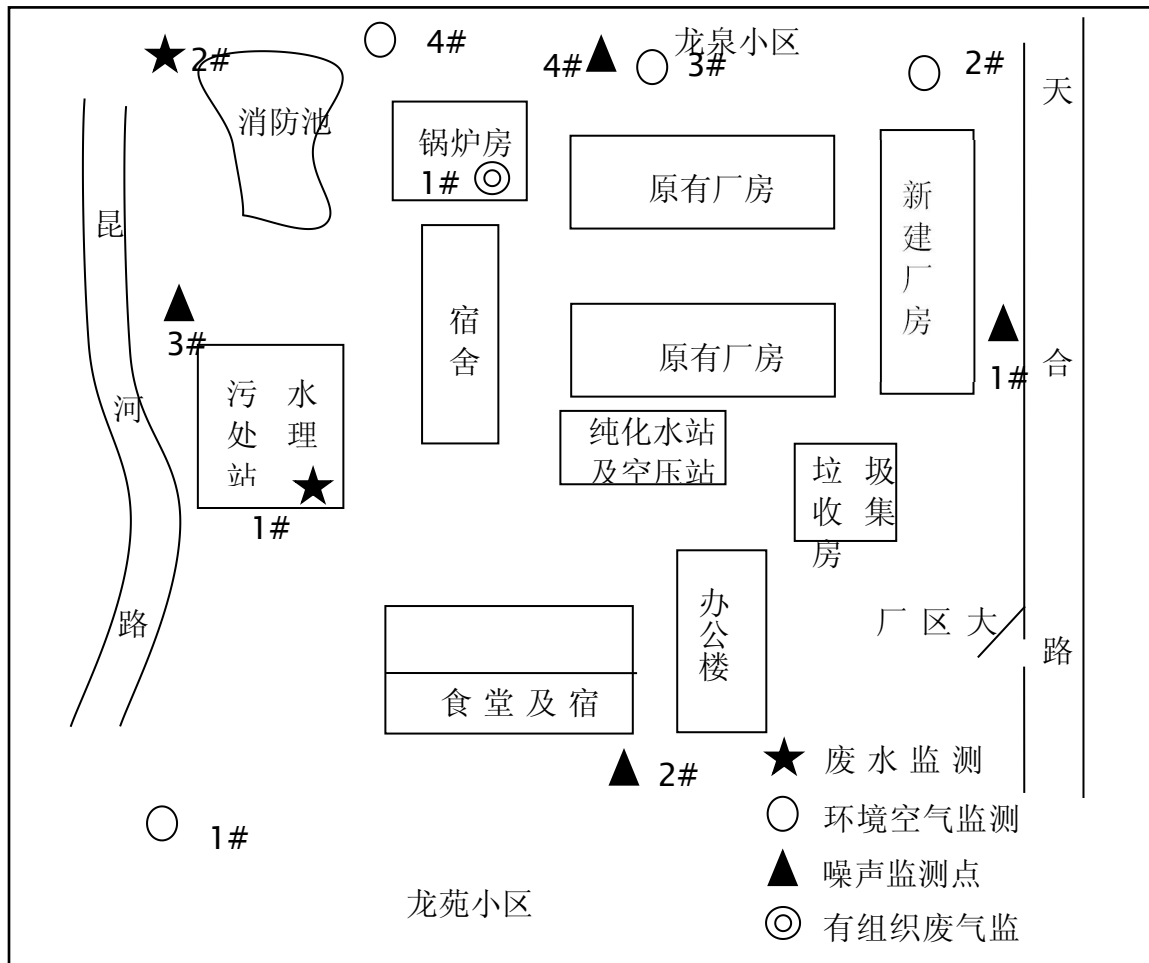 龙泉小区
4#
4#
3#
2#
2#
消防池
锅炉房
1#
原有厂房
新建厂房
天合路
昆河路
宿舍
原有厂房
3#
1#
污水
处理
站
1#
纯化水站
及空压站
垃圾
收集
房
办公楼
厂区大
食堂及宿
2#
1#
龙苑小区
废水监测
环境空气监测
噪声监测点
有组织废气监